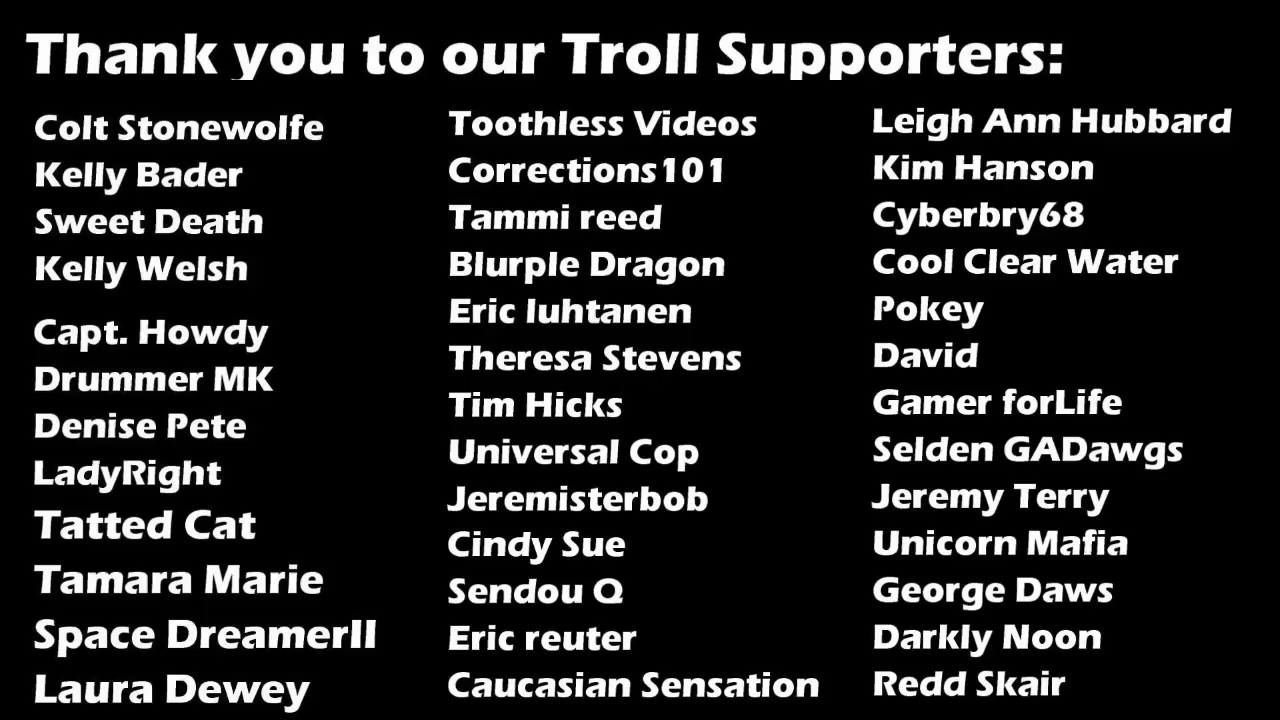 Thank you to our Troll Supporters:
Colt Stonewolfe
Kelly Bader
Sweet Death
Kelly Welsh
Capt. Howdy
Drummer MK
Denise Pete
LadyRight
Tatted Cat
Tamara Marie
Space DreamerII
Laura Dewey
Toothless Videos
Corrections101
Tammi reed
Blurple Dragon
Eric luhtanen
Theresa Stevens
Tim Hicks
Universal Cop
Jeremisterbob
Cindy Sue
Sendou Q
Eric reuter
Caucasian Sensation
Leigh Ann Hubbard
Kim Hanson
Cyberbry68
Cool Clear Water
Pokey
David
Gamer forLife
Selden GADawgs
Jeremy Terry
Unicorn Mafia
George Daws
Darkly Noon
Redd Skair